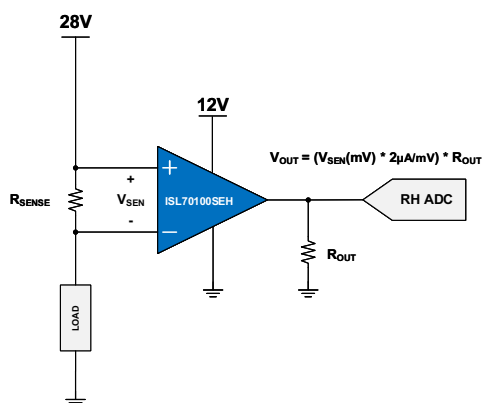 28V
12V
V_OUT = (V_SEN(mV) * 2µA/mV) * R_OUT
+
+
R_SENSE
V_SEN
ISL70100SEH
RH ADC
-
−
R_OUT
LOAD